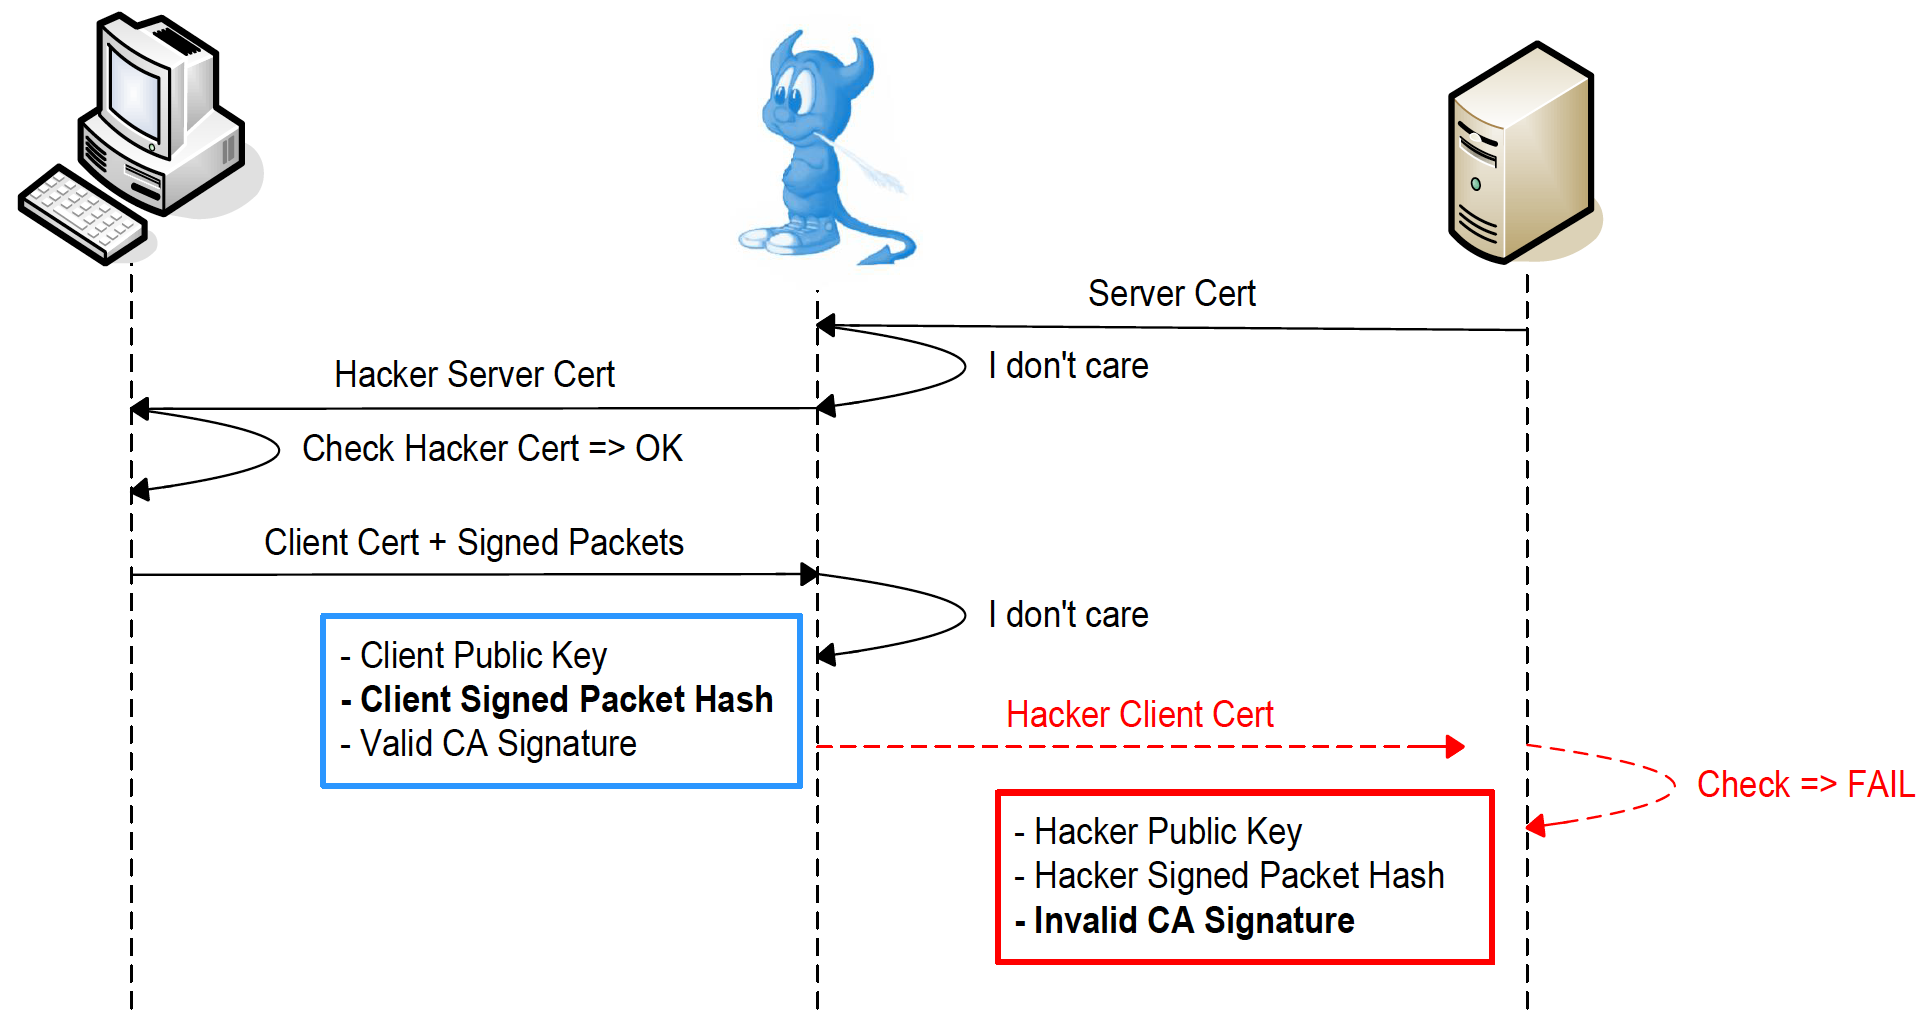 Server Cert
I don't care
Hacker Server Cert
Check Hacker Cert => OK
Client Cert + Signed Packets
I don't care
- Client Public Key
- Client Signed Packet Hash
- Valid CA Signature
Hacker Client Cert
Check => FAIL
- Hacker Public Key
- Hacker Signed Packet Hash
- Invalid CA Signature